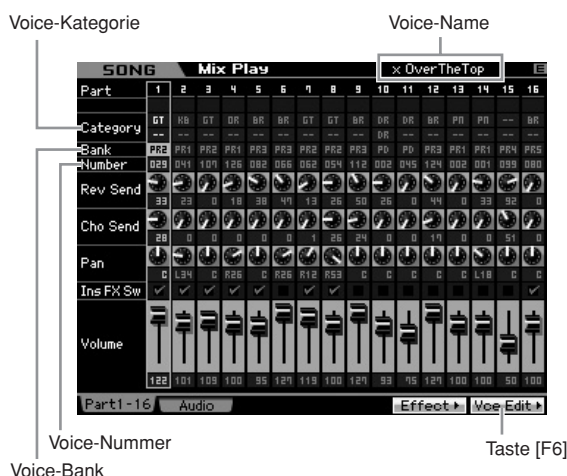 Voice-Kategorie
Voice-Name
SONG Mix Play × OverTheTop E
Part 1 2 3 4 5 6 7 8 9 10 11 12 13 14 15 16
Category GT KB GT OR BR BR GT GT BR DR DR BR PN PN -- BR
-- -- -- -- -- -- -- -- -- DR -- -- -- -- -- --
Bank PR2 PR1 PR2 PR1 PR2 PR3 PR2 PR2 PR3 PD PD PR3 PR1 PR1 PR4 PR5
Number 029 041 107 126 082 066 062 054 112 002 045 124 002 001 099 080
Rev Send
33 23 0 18 38 47 13 26 50 26 0 44 0 33 92 0
Cho Send
28 0 0 0 0 0 1 26 24 0 0 17 0 0 51 0
Pan
C L34 C R26 C R26 R12 R53 C C C C C L18 C C
Ins FX Sw
Volume
122 101 109 100 95 127 119 100 127 93 75 127 100 100 50 100
Part1-16 Audio Effect Vce Edit
Voice-Nummer
Taste [F6]
Voice-Bank